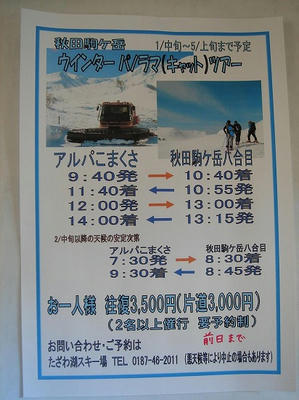 秋田駒ケ岳 1/中旬〜5/上旬まで予定
ウインター パノラマ(キャット)ツアー
アルパこまくさ 秋田駒ケ岳八合目
9:40発 → 10:40着
11:40着 ← 10:55発
12:00発 → 13:00着
14:00着 ← 13:15発
2/中旬以降の天候の安定次第
アルパこまくさ 秋田駒ケ岳八合目
7:30発 → 8:30着
9:30着 ← 8:45発
お一人様 往復3,500円(片道3,000円)
(2名以上催行 要予約制)
前日まで
お問い合わせ・ご予約は
たざわ湖スキー場 TEL 0187-46-2011 (悪天候等により中止の場合もあります)